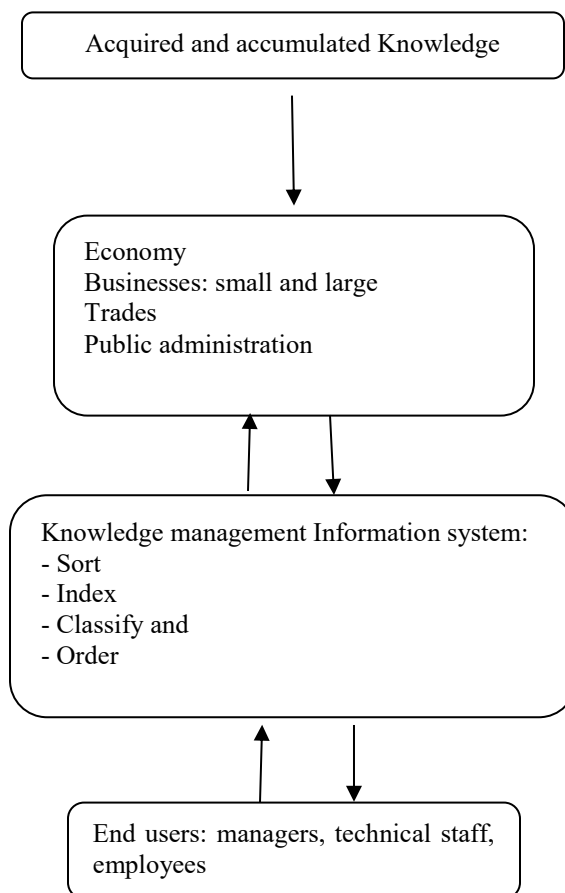 Acquired and accumulated Knowledge
Economy
Businesses: small and large
Trades
Public administration
Knowledge management Information system:
- Sort
- Index
- Classify and
- Order
End users: managers, technical staff,
employees